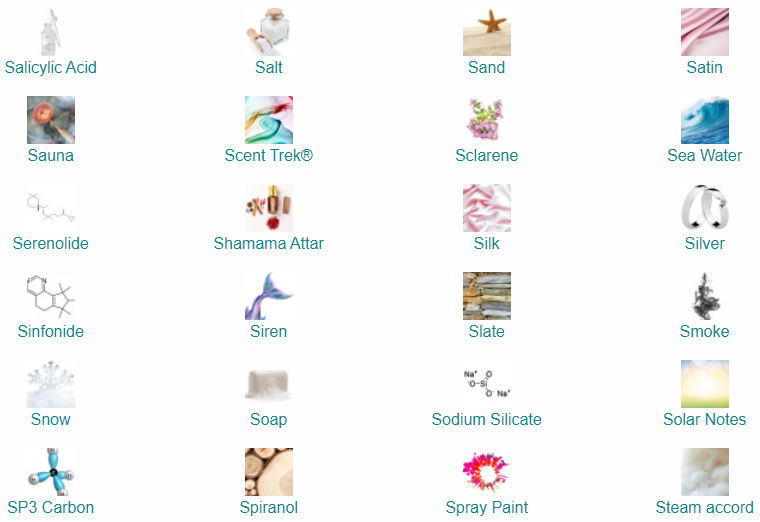 Salicylic Acid
Salt
Sand
Satin
Sauna
Scent Trek®
Sclarene
Sea Water
Serenolide
Shamama Attar
Silk
Silver
Sinfonide
Siren
Slate
Smoke
Snow
Soap
Na⁺ O
⁻O-Si
O⁻ Na⁺
Sodium Silicate
Solar Notes
SP3 Carbon
Spiranol
Spray Paint
Steam accord